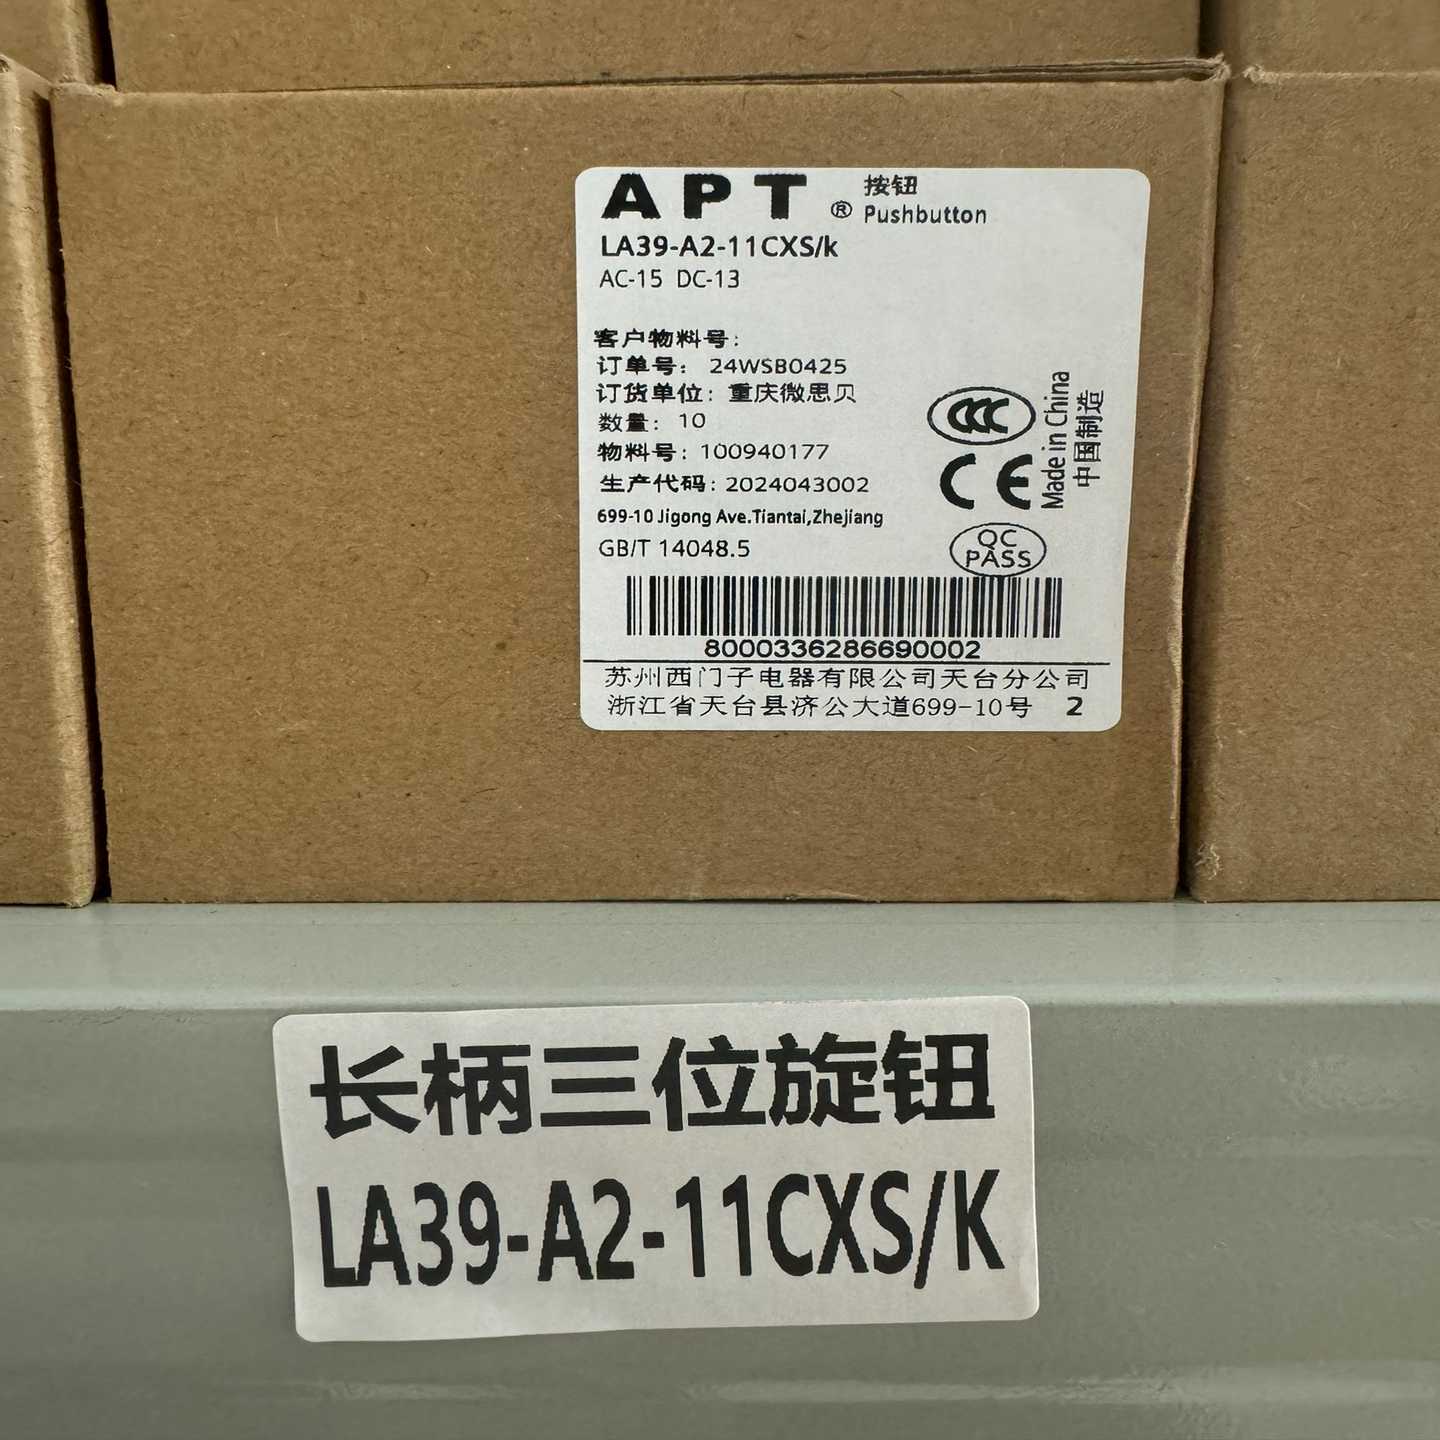 APT ® 按钮
Pushbutton
LA39-A2-11CXS/k
AC-15 DC-13
客户物料号:
订单号: 24WSB0425
订货单位: 重庆微思贝
数量: 10
物料号: 100940177
生产代码: 2024043002
699-10 Jigong Ave.Tiantai,Zhejiang
GB/T 14048.5
CCC
CE
Made in China
中国制造
QC
PASS
8000336286690002
苏州西门子电器有限公司天台分公司
浙江省天台县济公大道699-10号 2
长柄三位旋钮
LA39-A2-11CXS/K